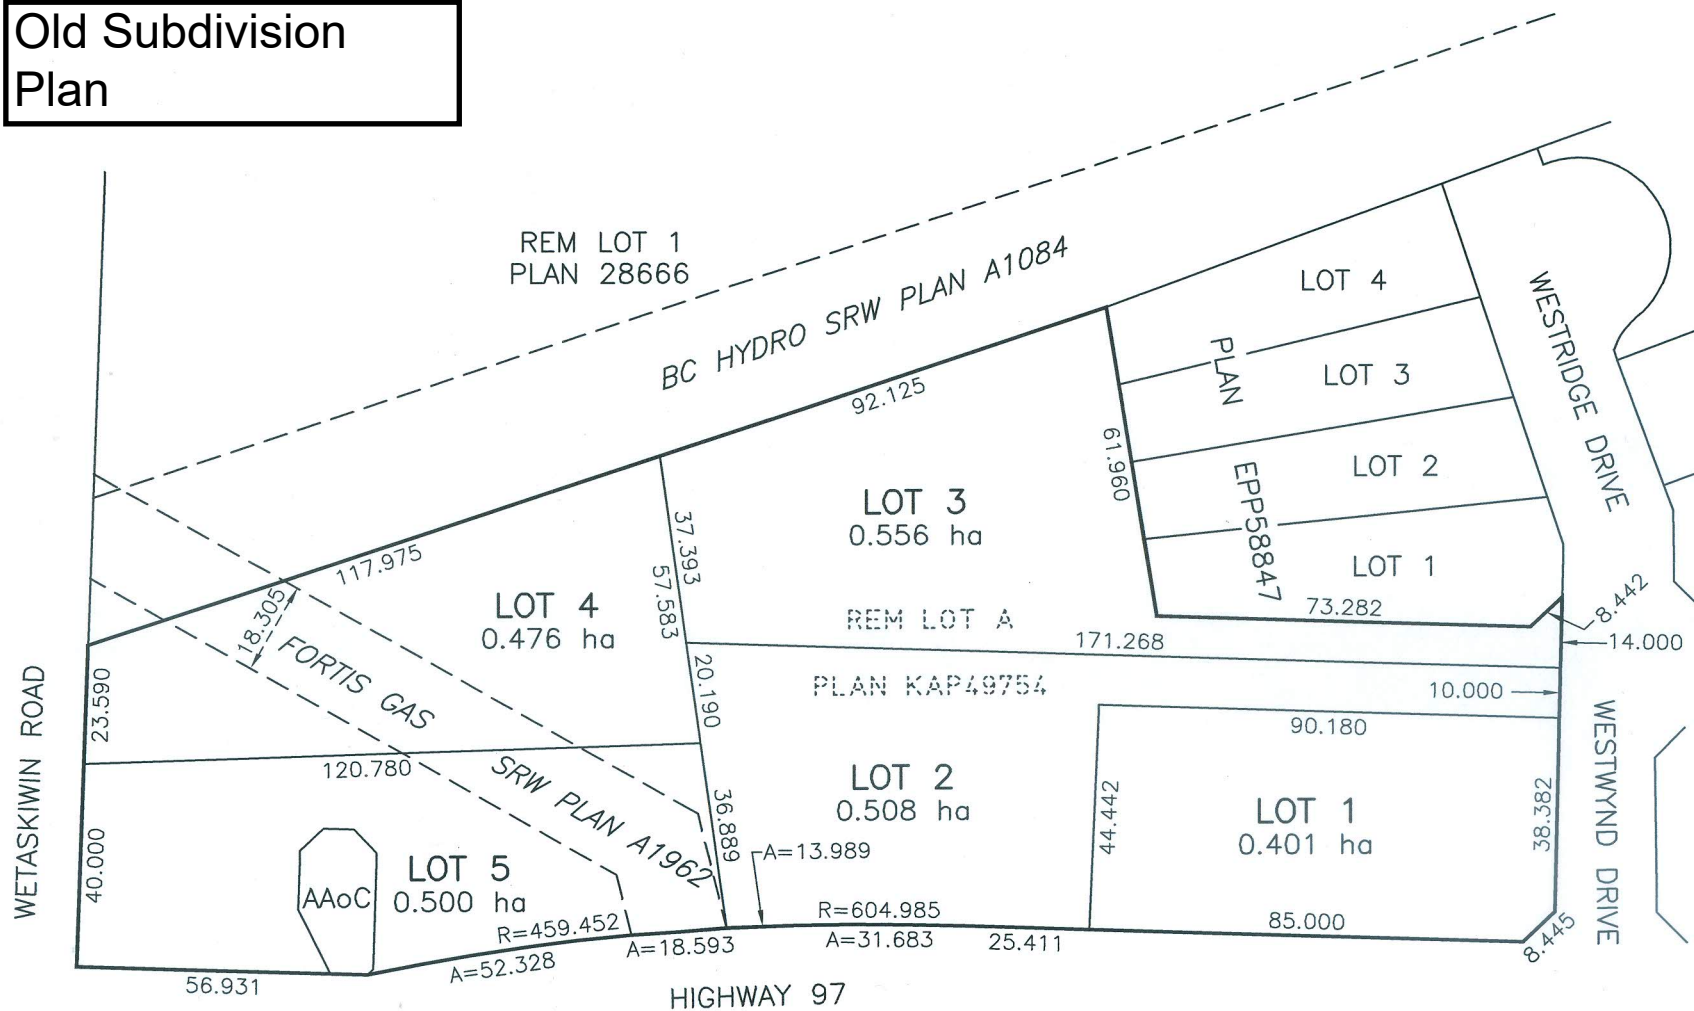 Old Subdivision
Plan
REM LOT 1
PLAN 28666
BC HYDRO SRW PLAN A1084
92.125
117.975
18.305
FORTIS GAS
SRW PLAN A1962
LOT 4
0.476 ha
37.393
57.583
20.190
36.889
LOT 3
0.556 ha
61.960
REM LOT A
171.268
PLAN KAP49754
LOT 4
LOT 3
LOT 2
LOT 1
PLAN
EPP58847
73.282
8.442
14.000
10.000
WESTRIDGE DRIVE
WESTWYND DRIVE
WETASKIWIN ROAD
23.590
40.000
120.780
LOT 5
0.500 ha
AAoC
R=459.452
A=52.328
56.931
A=18.593
A=13.989
LOT 2
0.508 ha
R=604.985
A=31.683
25.411
44.442
90.180
LOT 1
0.401 ha
38.382
85.000
8.445
HIGHWAY 97